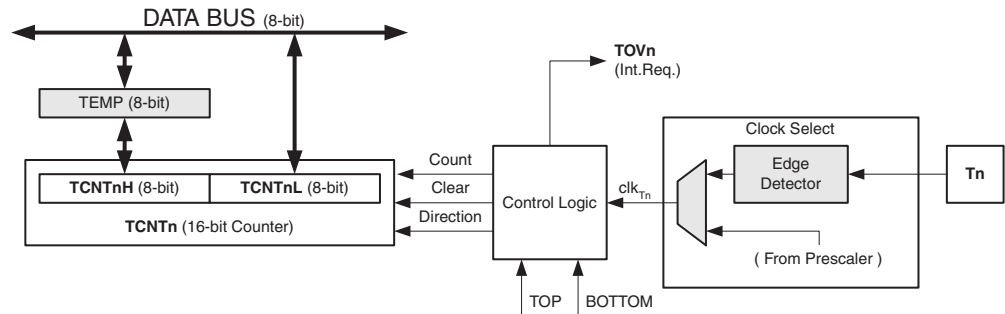 DATA BUS (8-bit)
TOVn
(Int.Req.)
TEMP (8-bit)
Clock Select
Count
Edge
Detector
Tn
TCNTnH (8-bit) TCNTnL (8-bit)
Clear
Control Logic
clkTn
TCNTn (16-bit Counter)
Direction
( From Prescaler )
TOP
BOTTOM